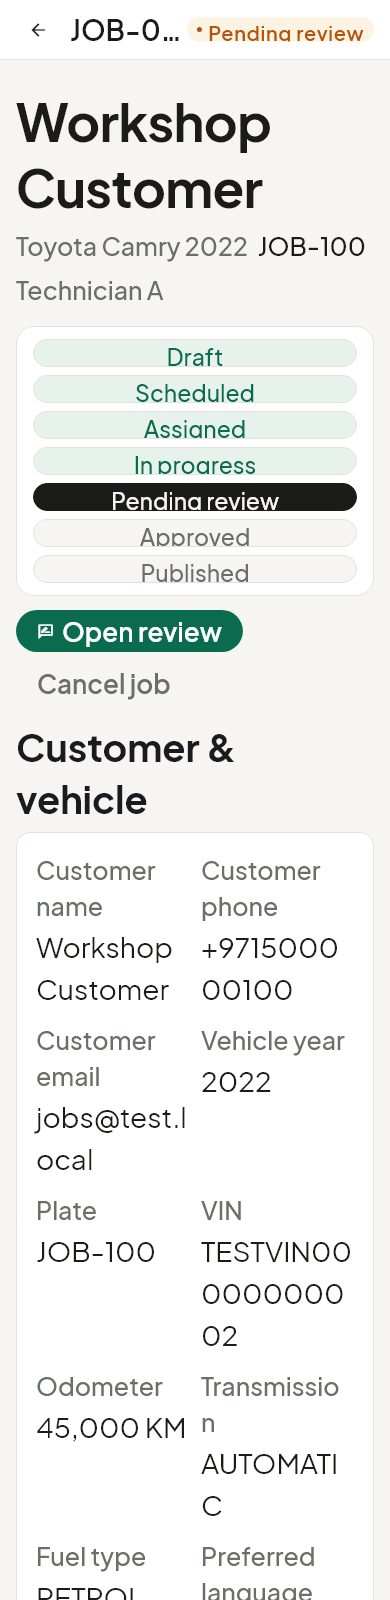 JOB-0...
Pending review
Workshop
Customer
Toyota Camry 2022 JOB-100
Technician A
Draft
Scheduled
Assigned
In progress
Pending review
Approved
Published
Open review
Cancel job
Customer &
vehicle
Customer
name
Customer
phone
Workshop
Customer
+9715000
00100
Customer
email
Vehicle year
jobs@test.l
ocal
2022
Plate
VIN
JOB-100
TESTVIN00
0000000
02
Odometer
Transmissio
n
45,000 KM
AUTOMATI
C
Fuel type
Preferred
language
PETROL